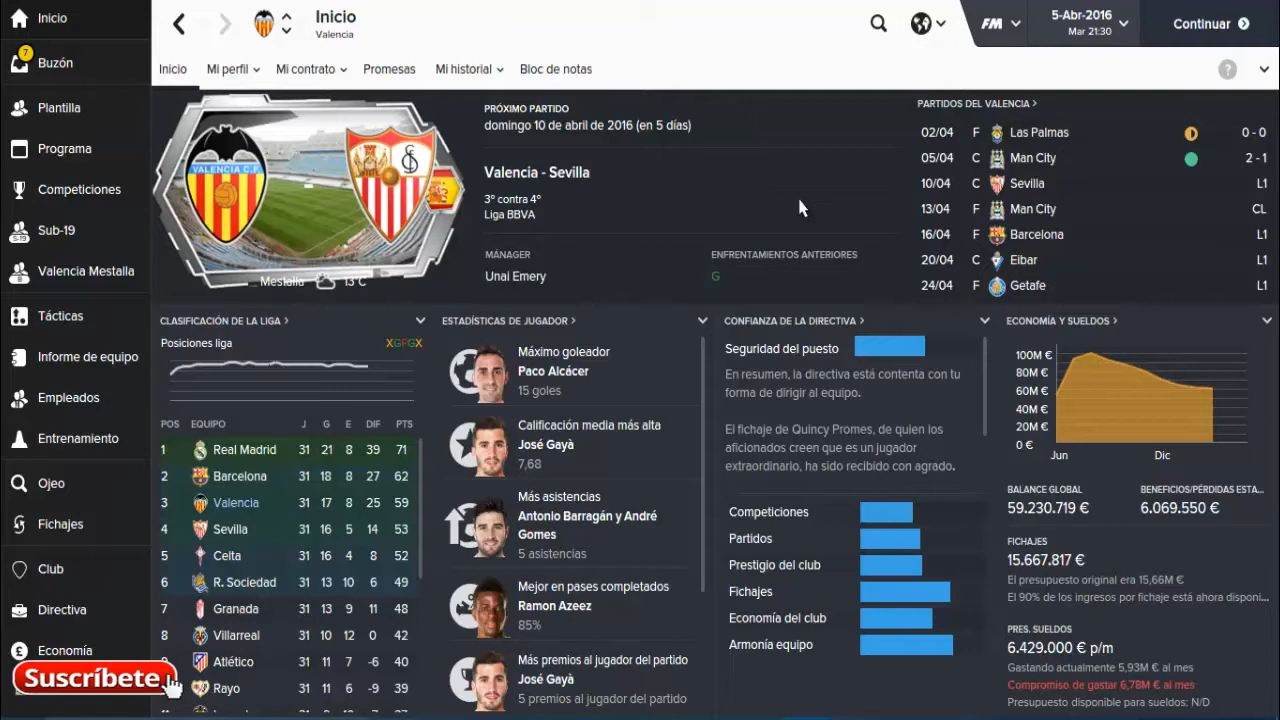 Inicio
Buzón
7
Plantilla
Programa
Competiciones
Sub-19
S-19
Valencia Mestalla
B
Tácticas
Informe de equipo
Empleados
Entrenamiento
Ojeo
Fichajes
Club
Directiva
Economía
Suscríbete
Inicio
Valencia
FM
5-Abr-2016
Mar 21:30
Continuar
Inicio
Mi perfil
Mi contrato
Promesas
Mi historial
Bloc de notas
?
VALENCIA C.F
Mestalla
13°C
PRÓXIMO PARTIDO
domingo 10 de abril de 2016 (en 5 días)
Valencia - Sevilla
3º contra 4º
Liga BBVA
MÁNAGER
Unai Emery
ENFRENTAMIENTOS ANTERIORES
G
PARTIDOS DEL VALENCIA >
02/04 F Las Palmas 0 - 0
05/04 C Man City 2 - 1
10/04 C Sevilla L1
13/04 F Man City CL
16/04 F Barcelona L1
20/04 C Eibar L1
24/04 F Getafe L1
CLASIFICACIÓN DE LA LIGA >
Posiciones liga XGPGX
POS EQUIPO J G E DIF PTS
1 Real Madrid 31 21 8 39 71
2 Barcelona 31 18 8 27 62
3 Valencia 31 17 8 25 59
4 Sevilla 31 16 5 14 53
5 Celta 31 16 4 8 52
6 R. Sociedad 31 13 10 6 49
7 Granada 31 13 9 11 48
8 Villarreal 31 10 12 0 42
Atlético 31 11 7 -6 40
Rayo 31 11 6 -9 39
ESTADÍSTICAS DE JUGADOR >
Máximo goleador
Paco Alcácer
15 goles
Calificación media más alta
José Gayà
7,68
Más asistencias
Antonio Barragán y André
Gomes
5 asistencias
Mejor en pases completados
Ramon Azeez
85%
Más premios al jugador del partido
José Gayà
5 premios al jugador del partido
CONFIANZA DE LA DIRECTIVA >
Seguridad del puesto
En resumen, la directiva está contenta con tu
forma de dirigir al equipo.
El fichaje de Quincy Promes, de quien los
aficionados creen que es un jugador
extraordinario, ha sido recibido con agrado.
Competiciones
Partidos
Prestigio del club
Fichajes
Economía del club
Armonía equipo
ECONOMÍA Y SUELDOS >
100M €
80M €
60M €
40M €
20M €
0 €
Jun Dic
BALANCE GLOBAL
59.230.719 €
BENEFICIOS/PÉRDIDAS ESTA...
6.069.550 €
FICHAJES
15.667.817 €
El presupuesto original era 15,66M €
El 90% de los ingresos por fichaje está ahora disponi...
PRES. SUELDOS
6.429.000 € p/m
Gastando actualmente 5,93M € al mes
Compromiso de gastar 6,78M € al mes
Presupuesto disponible para sueldos: N/D